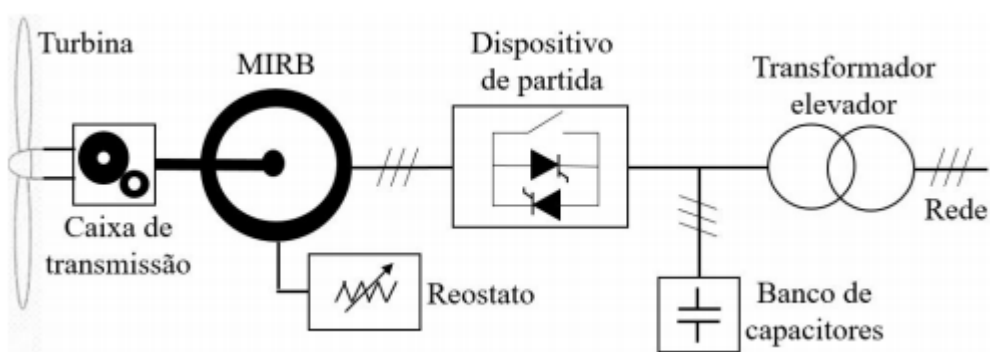 Turbina
MIRB
Dispositivo
de partida
Transformador
elevador
Caixa de
transmissão
Reostato
Banco de
capacitores
Rede